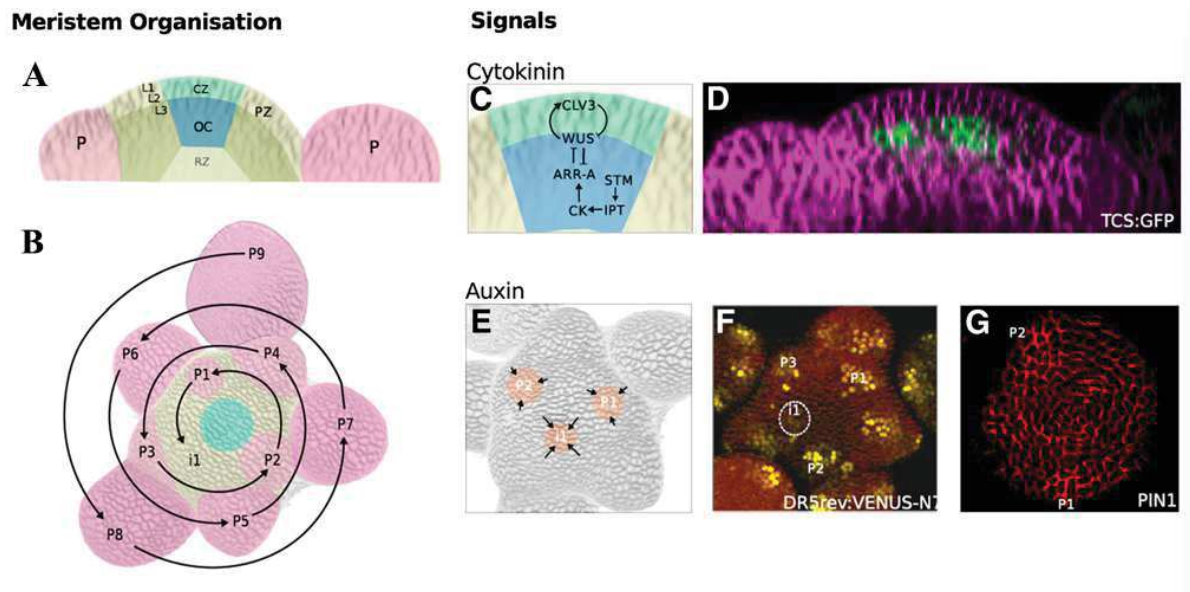 Meristem Organisation
Signals
A
L1
L2
L3
CZ
PZ
OC
RZ
P
P
Cytokinin
C
CLV3
WUS
ARR-A
STM
CK
IPT
D
TCS:GFP
B
P9
P6
P4
P1
P7
P3
i1
P2
P5
P8
Auxin
E
P2
P1
i1
F
P3
P1
i1
P2
DR5rev:VENUS-N7
G
P2
P1
PIN1